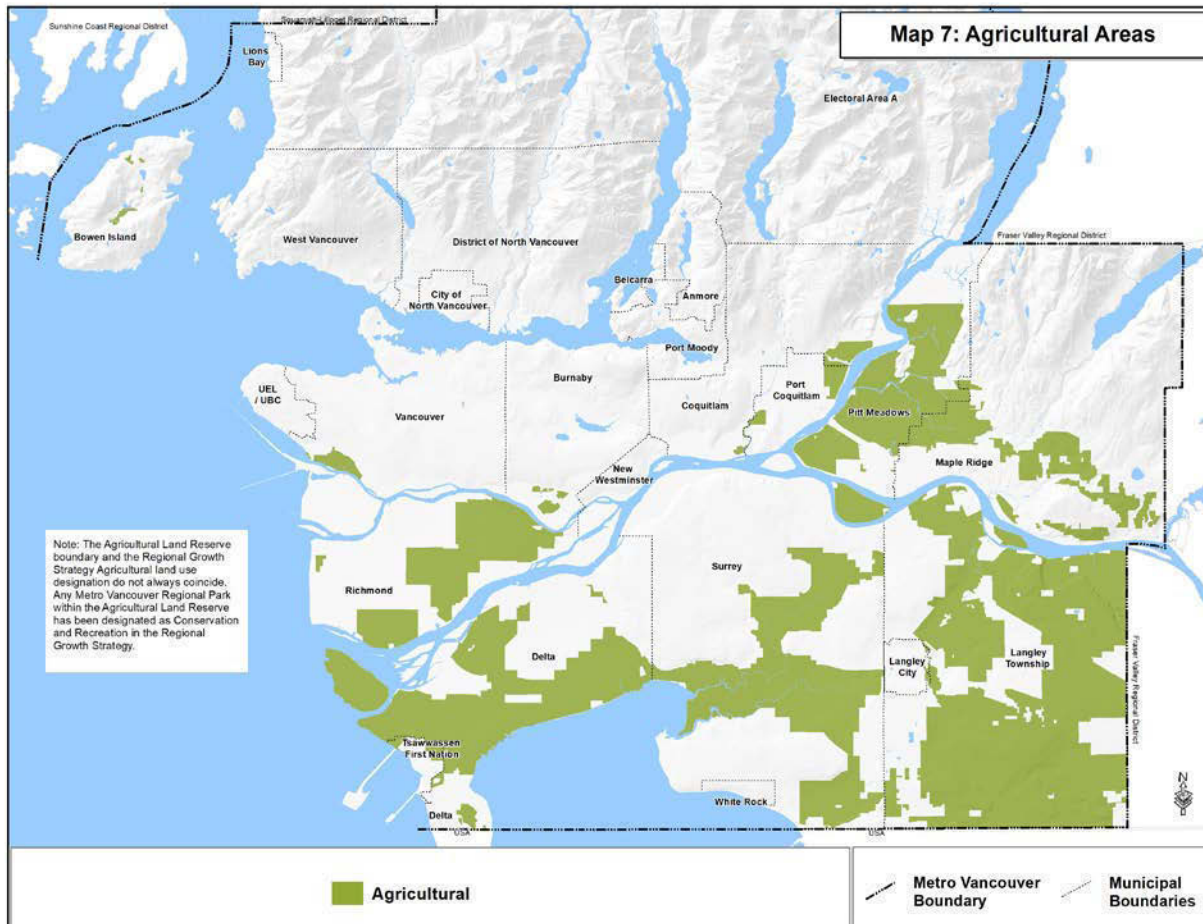 Sunshine Coast Regional District
Squamish-Lillooet Regional District
Map 7: Agricultural Areas
Lions
Bay
Electoral Area A
Bowen Island
West Vancouver
District of North Vancouver
Fraser Valley Regional District
Belcarra
City of
North Vancouver
Anmore
Port Moody
UEL
/ UBC
Vancouver
Burnaby
Coquitlam
Port
Coquitlam
Pitt Meadows
New
Westminster
Maple Ridge
Note: The Agricultural Land Reserve
boundary and the Regional Growth
Strategy Agricultural land use
designation do not always coincide.
Any Metro Vancouver Regional Park
within the Agricultural Land Reserve
has been designated as Conservation
and Recreation in the Regional
Growth Strategy.
Richmond
Surrey
Delta
Langley
City
Langley
Township
Fraser Valley Regional District
Tsawwassen
First Nation
White Rock
Delta
USA
USA
N
Agricultural
Metro Vancouver
Boundary
Municipal
Boundaries